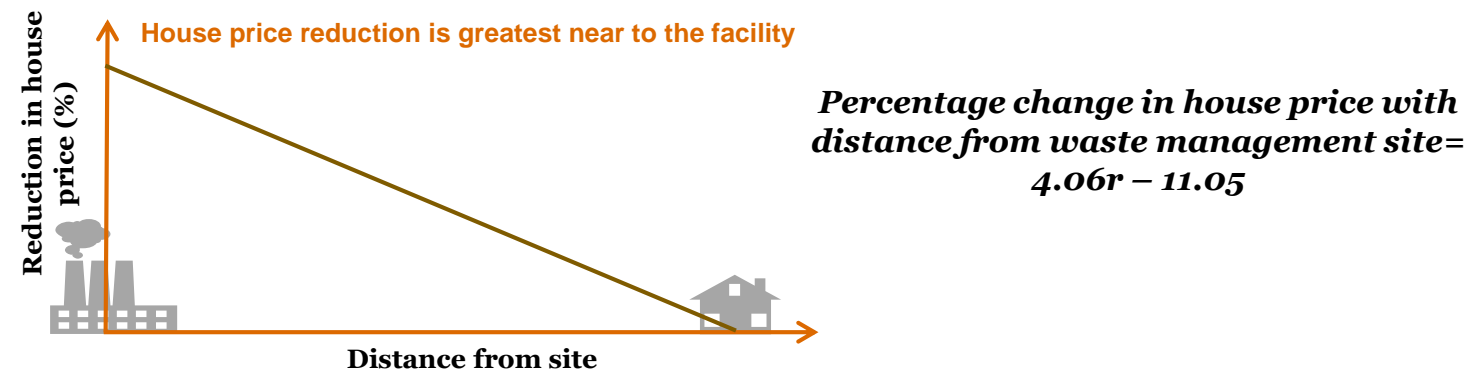 House price reduction is greatest near to the facility
Reduction in house
price (%)
Distance from site
Percentage change in house price with
distance from waste management site=
4.06r – 11.05